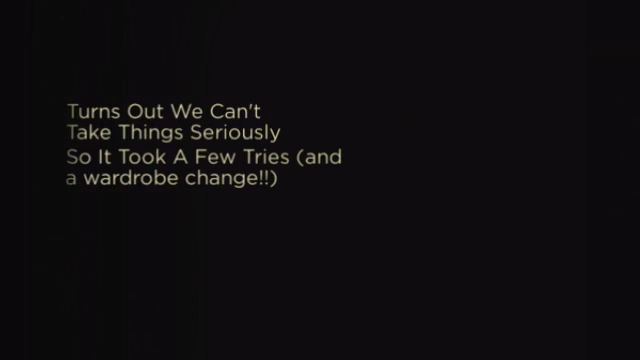 Turns Out We Can't
Take Things Seriously
So It Took A Few Tries (and
a wardrobe change!!)